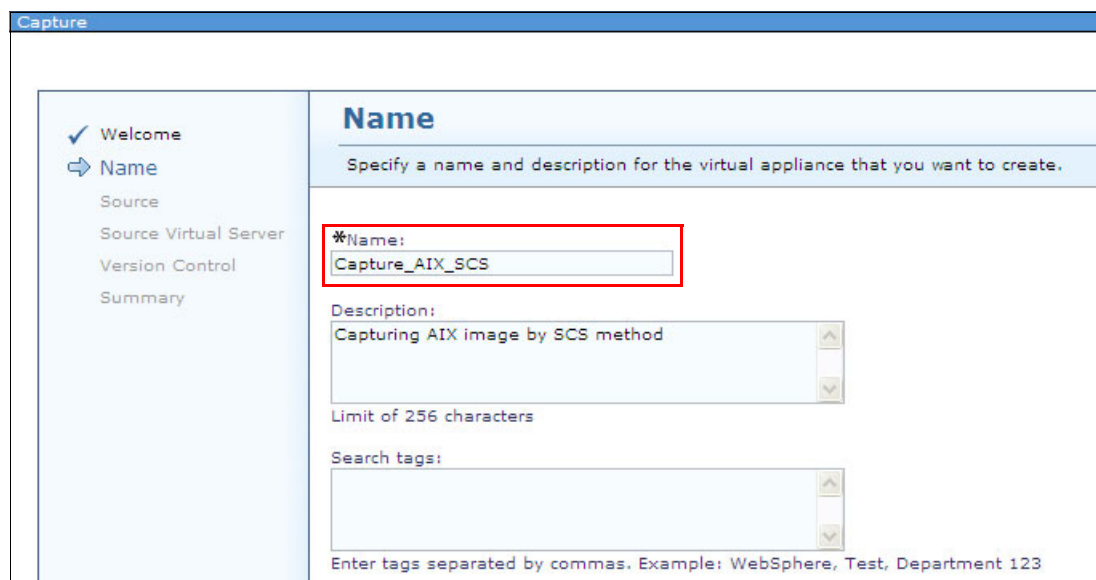 Capture
Welcome
Name
Source
Source Virtual Server
Version Control
Summary
Name
Specify a name and description for the virtual appliance that you want to create.
*Name:
Capture_AIX_SCS
Description:
Capturing AIX image by SCS method
Limit of 256 characters
Search tags:
Enter tags separated by commas. Example: WebSphere, Test, Department 123